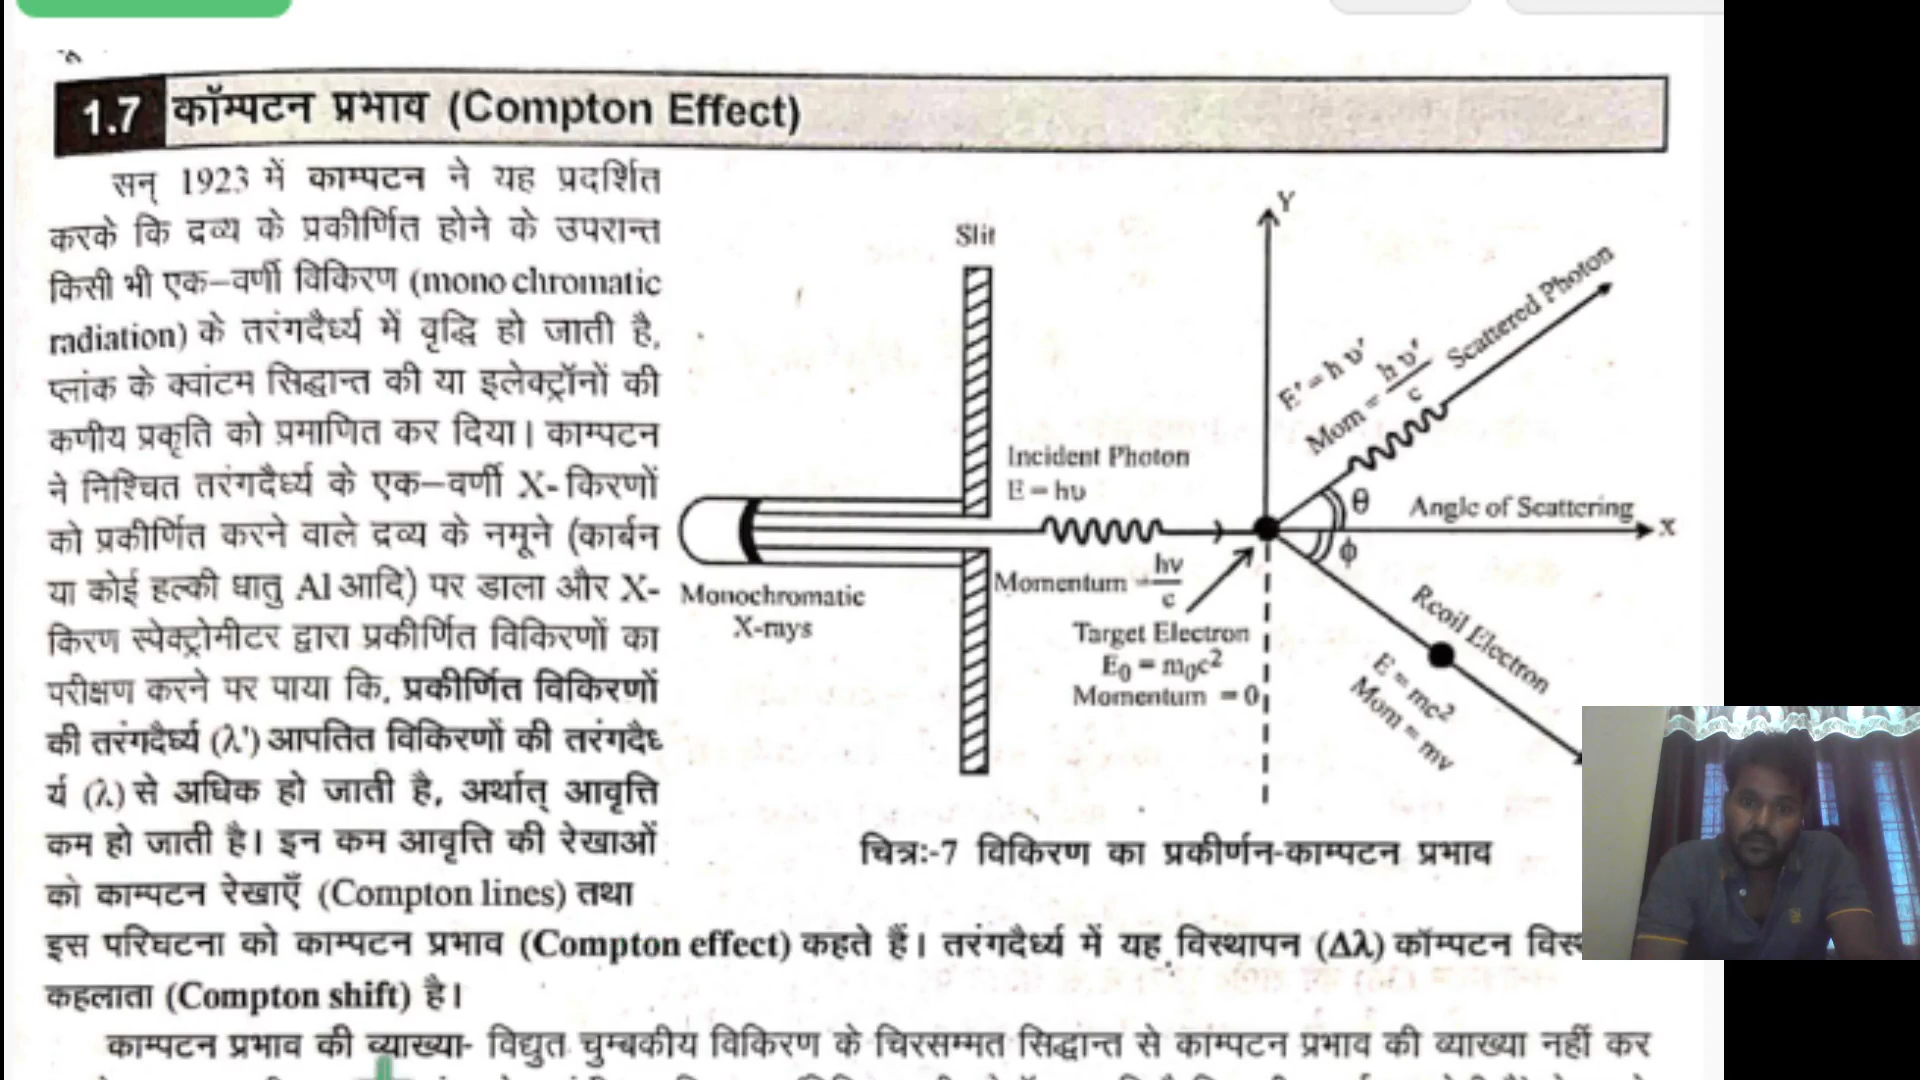 1.7 कॉम्पटन प्रभाव (Compton Effect)
सन् 1923 में काम्पटन ने यह प्रदर्शित
करके कि द्रव्य के प्रकीर्णित होने के उपरान्त
किसी भी एक–वर्णी विकिरण (mono chromatic
radiation) के तरंगदैर्ध्य में वृद्धि हो जाती है,
प्लांक के क्वांटम सिद्धान्त की या इलेक्ट्रॉनों की
कणीय प्रकृति को प्रमाणित कर दिया। काम्पटन
ने निश्चित तरंगदैर्ध्य के एक–वर्णी X- किरणों
को प्रकीर्णित करने वाले द्रव्य के नमूने (कार्बन
या कोई हल्की धातु Al आदि) पर डाला और X-
किरण स्पेक्ट्रोमीटर द्वारा प्रकीर्णित विकिरणों का
परीक्षण करने पर पाया कि, प्रकीर्णित विकिरणों
की तरंगदैर्घ्य (λ') आपतित विकिरणों की तरंगदैध
र्य (λ) से अधिक हो जाती है, अर्थात् आवृत्ति
कम हो जाती है। इन कम आवृत्ति की रेखाओं
को काम्पटन रेखाएँ (Compton lines) तथा
इस परिघटना को काम्पटन प्रभाव (Compton effect) कहते हैं। तरंगदैर्ध्य में यह विस्थापन (Δλ) कॉम्पटन
कहलाता (Compton shift) है।
काम्पटन प्रभाव की व्याख्या- विद्युत चुम्बकीय विकिरण के चिरसम्मत सिद्धान्त से काम्पटन प्रभाव की व्याख्या नहीं कर
Slit
Y
Scattered Photon
E' = h υ'
Mom = h υ'
c
Incident Photon
E = hυ
θ
Angle of Scattering
X
ϕ
Momentum = hν
c
Monochromatic
X-rays
Target Electron
E₀ = m₀c²
Momentum = 0
Recoil Electron
E = mc²
Mom = mv
चित्रः-7 विकिरण का प्रकीर्णन-काम्पटन प्रभाव